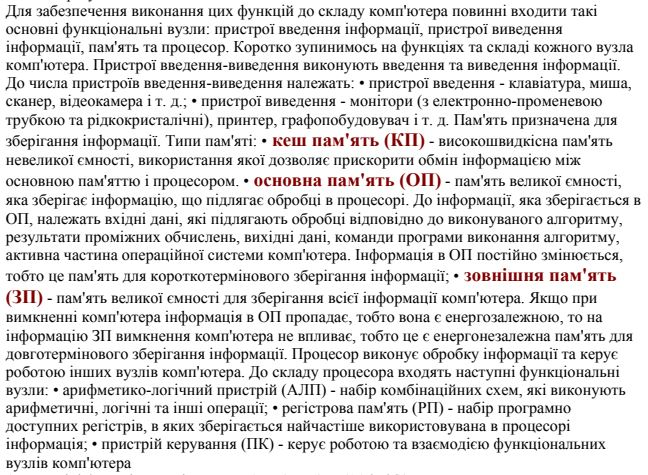 Для забезпечення виконання цих функцій до складу комп'ютера повинні входити такі
основні функціональні вузли: пристрої введення інформації, пристрої виведення
інформації, пам'ять та процесор. Коротко зупинимось на функціях та складі кожного вузла
комп'ютера. Пристрої введення-виведення виконують введення та виведення інформації.
До числа пристроїв введення-виведення належать: • пристрої введення - клавіатура, миша,
сканер, відеокамера і т. д.; • пристрої виведення - монітори (з електронно-променевою
трубкою та рідкокристалічні), принтер, графопобудовувач і т. д. Пам'ять призначена для
зберігання інформації. Типи пам'яті: • кеш пам'ять (КП) - високошвидкісна пам'ять
невеликої ємності, використання якої дозволяє прискорити обмін інформацією між
основною пам'яттю і процесором. • основна пам'ять (ОП) - пам'ять великої ємності,
яка зберігає інформацію, що підлягає обробці в процесорі. До інформації, яка зберігається в
ОП, належать вхідні дані, які підлягають обробці відповідно до виконуваного алгоритму,
результати проміжних обчислень, вихідні дані, команди програми виконання алгоритму,
активна частина операційної системи комп'ютера. Інформація в ОП постійно змінюється,
тобто це пам'ять для короткотермінового зберігання інформації; • зовнішня пам'ять
(ЗП) - пам'ять великої ємності для зберігання всієї інформації комп'ютера. Якщо при
вимкненні комп'ютера інформація в ОП пропадає, тобто вона є енергозалежною, то на
інформацію ЗП вимкнення комп'ютера не впливає, тобто це є енергонезалежна пам'ять для
довготермінового зберігання інформації. Процесор виконує обробку інформації та керує
роботою інших вузлів комп'ютера. До складу процесора входять наступні функціональні
вузли: • арифметико-логічний пристрій (АЛП) - набір комбінаційних схем, які виконують
арифметичні, логічні та інші операції; • регістрова пам'ять (РП) - набір програмно
доступних регістрів, в яких зберігається найчастіше використовувана в процесорі
інформація; • пристрій керування (ПК) - керує роботою та взаємодією функціональних
вузлів комп'ютера